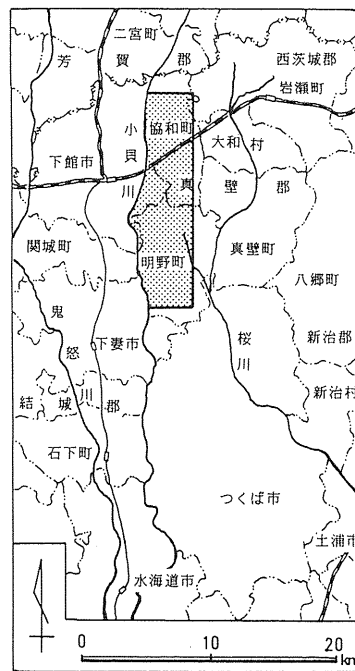 芳賀郡
二宮町
西茨城郡
岩瀬町
小貝川
協和町
大和村
下館市
真壁郡
関城町
明野町
真壁町
八郷町
鬼怒川
下妻市
桜川
新治郡
結城郡
新治村
石下町
つくば市
土浦市
水海道市
0 10 20
km